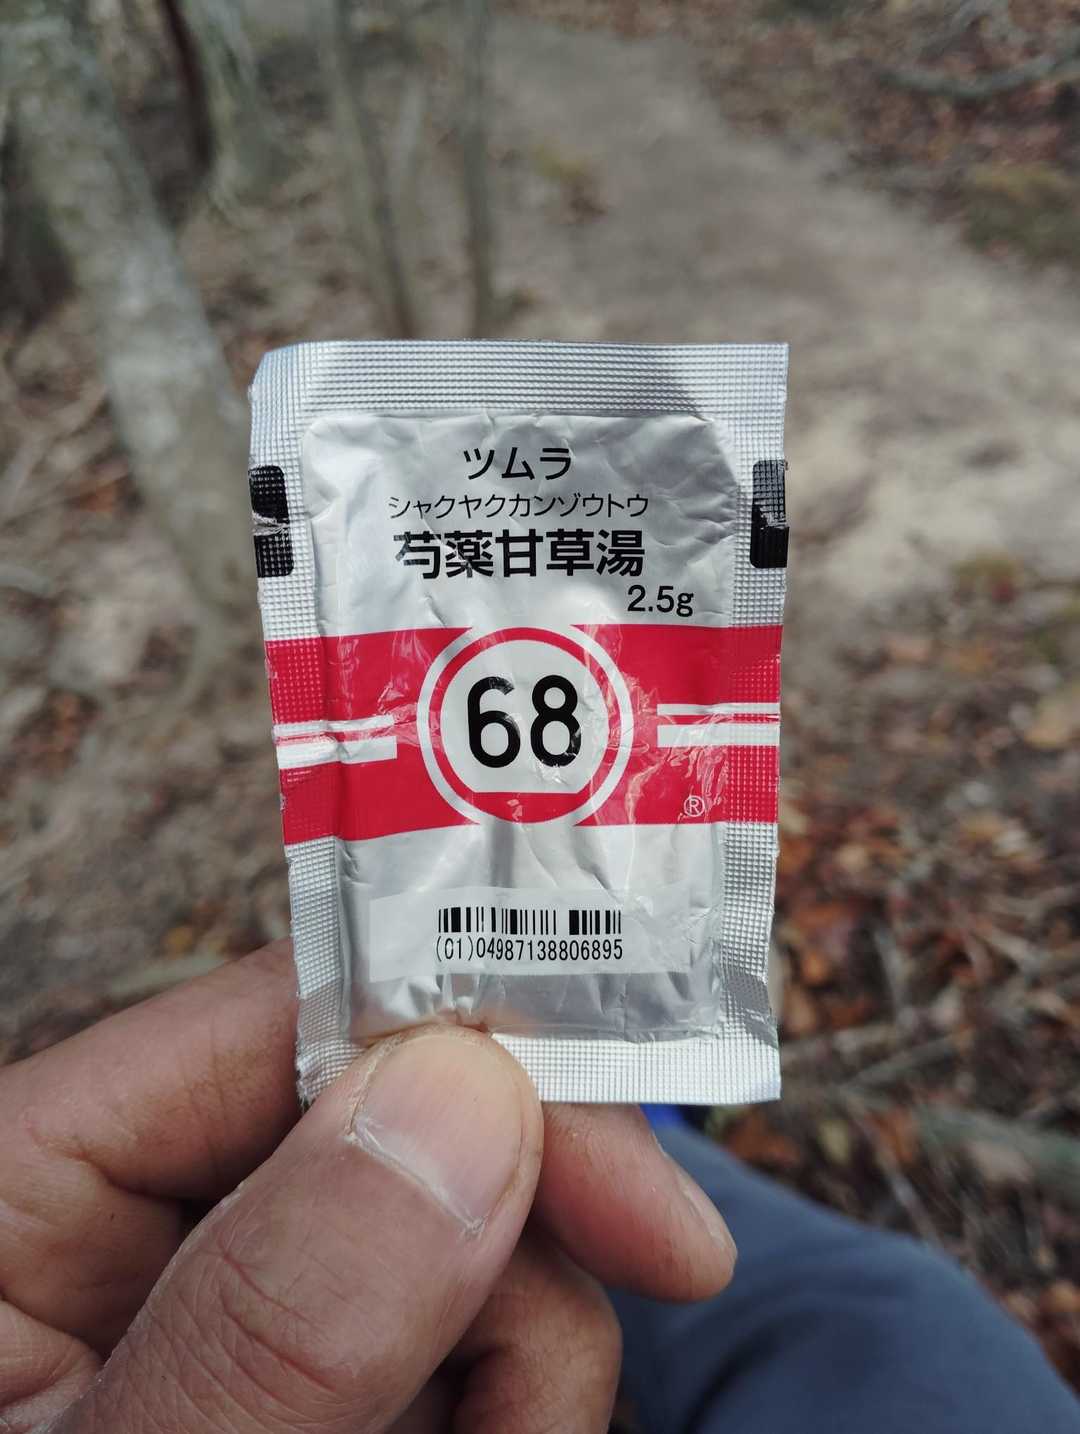 ツムラ
シャクヤクカンゾウトウ
芍薬甘草湯
2.5g
68
®
(01)04987138806895